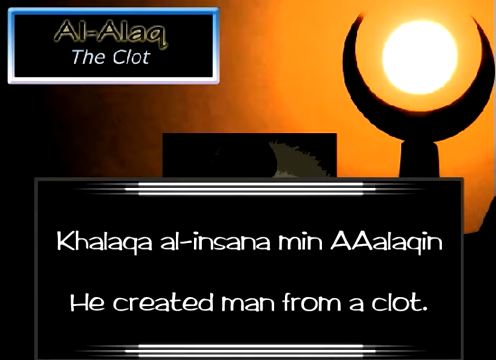 Al-Alaq
The Clot
Khalaqa al-insana min AAalaqin
He created man from a clot.